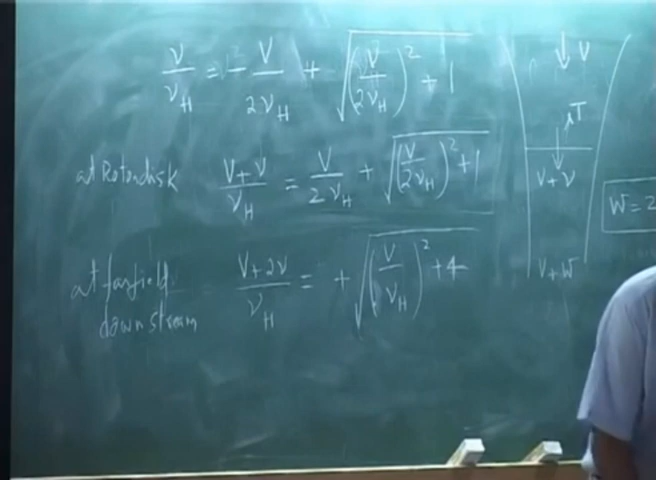 ν/ν_H = - V/2ν_H + √((V/2ν_H)² + 1)
at Rotordisk (V+ν)/ν_H = V/2ν_H + √((V/2ν_H)² + 1)
at farfield (V+2ν)/ν_H = + √((V/ν_H)² + 4)
downstream
V
T
V+ν
V+W
W=2